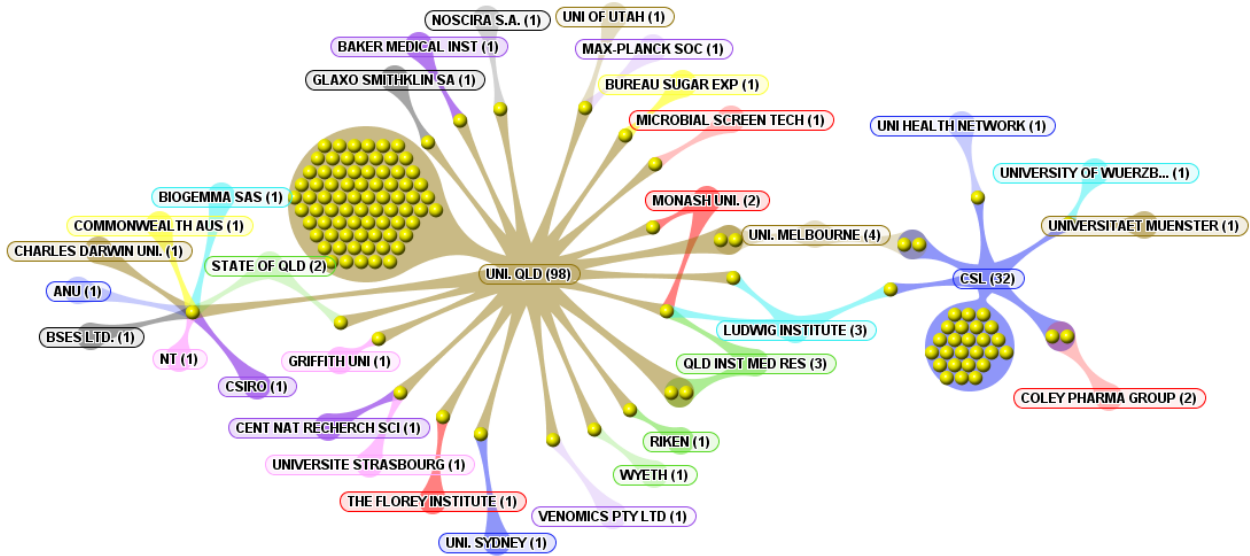 NOSCIRA S.A. (1)
UNI OF UTAH (1)
BAKER MEDICAL INST (1)
MAX-PLANCK SOC (1)
GLAXO SMITHKLIN SA (1)
BUREAU SUGAR EXP (1)
MICROBIAL SCREEN TECH (1)
UNI HEALTH NETWORK (1)
UNIVERSITY OF WUERZB... (1)
BIOGEMMA SAS (1)
MONASH UNI. (2)
COMMONWEALTH AUS (1)
UNIVERSITAET MUENSTER (1)
UNI. MELBOURNE (4)
CHARLES DARWIN UNI. (1)
STATE OF QLD (2)
UNI. QLD (98)
CSL (32)
ANU (1)
LUDWIG INSTITUTE (3)
BSES LTD. (1)
NT (1)
GRIFFITH UNI (1)
QLD INST MED RES (3)
CSIRO (1)
COLEY PHARMA GROUP (2)
CENT NAT RECHERCH SCI (1)
RIKEN (1)
UNIVERSITE STRASBOURG (1)
WYETH (1)
THE FLOREY INSTITUTE (1)
VENOMICS PTY LTD (1)
UNI. SYDNEY (1)